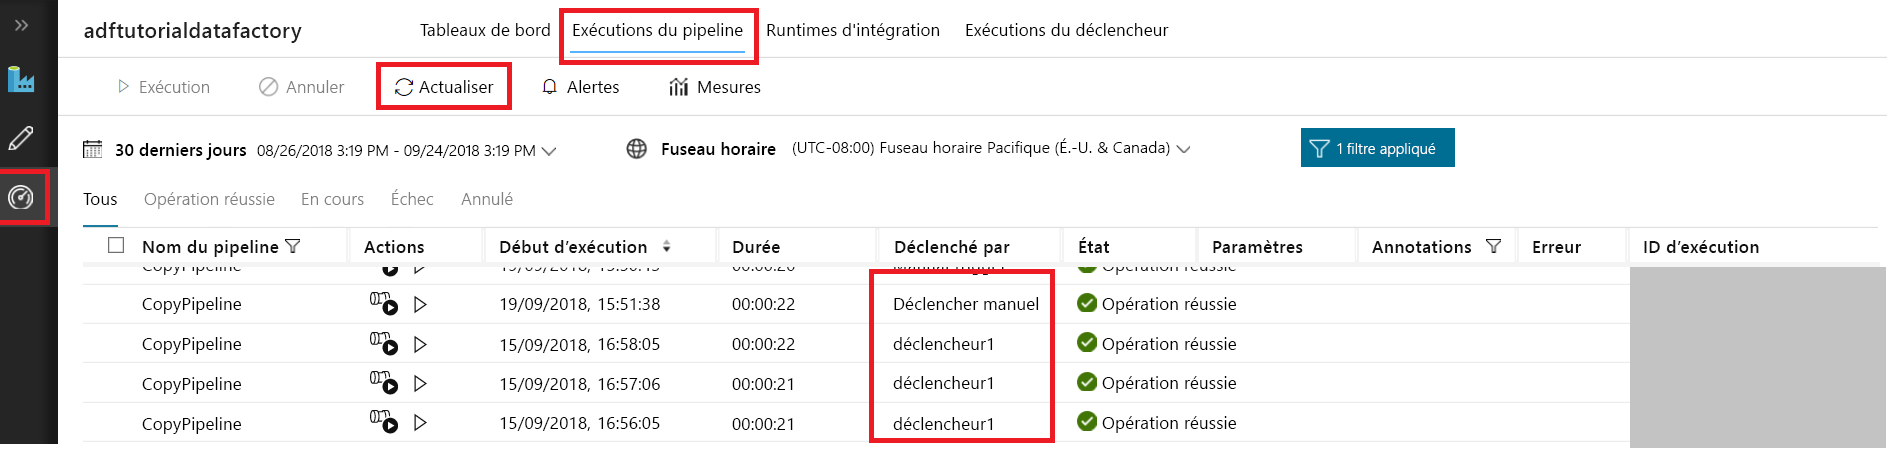 adftutorialdatafactory Tableaux de bord Exécutions du pipeline Runtimes d'intégration Exécutions du déclencheur
Exécution Annuler Actualiser Alertes Mesures
30 derniers jours 08/26/2018 3:19 PM - 09/24/2018 3:19 PM Fuseau horaire (UTC-08:00) Fuseau horaire Pacifique (É.-U. & Canada) 1 filtre appliqué
Tous Opération réussie En cours Échec Annulé
Nom du pipeline Actions Début d’exécution Durée Déclenché par État Paramètres Annotations Erreur ID d’exécution
CopyPipeline 00:00:20 Opération réussie
CopyPipeline 19/09/2018, 15:51:38 00:00:22 Déclencher manuel Opération réussie
CopyPipeline 15/09/2018, 16:58:05 00:00:22 déclencheur1 Opération réussie
CopyPipeline 15/09/2018, 16:57:06 00:00:21 déclencheur1 Opération réussie
CopyPipeline 15/09/2018, 16:56:05 00:00:21 déclencheur1 Opération réussie